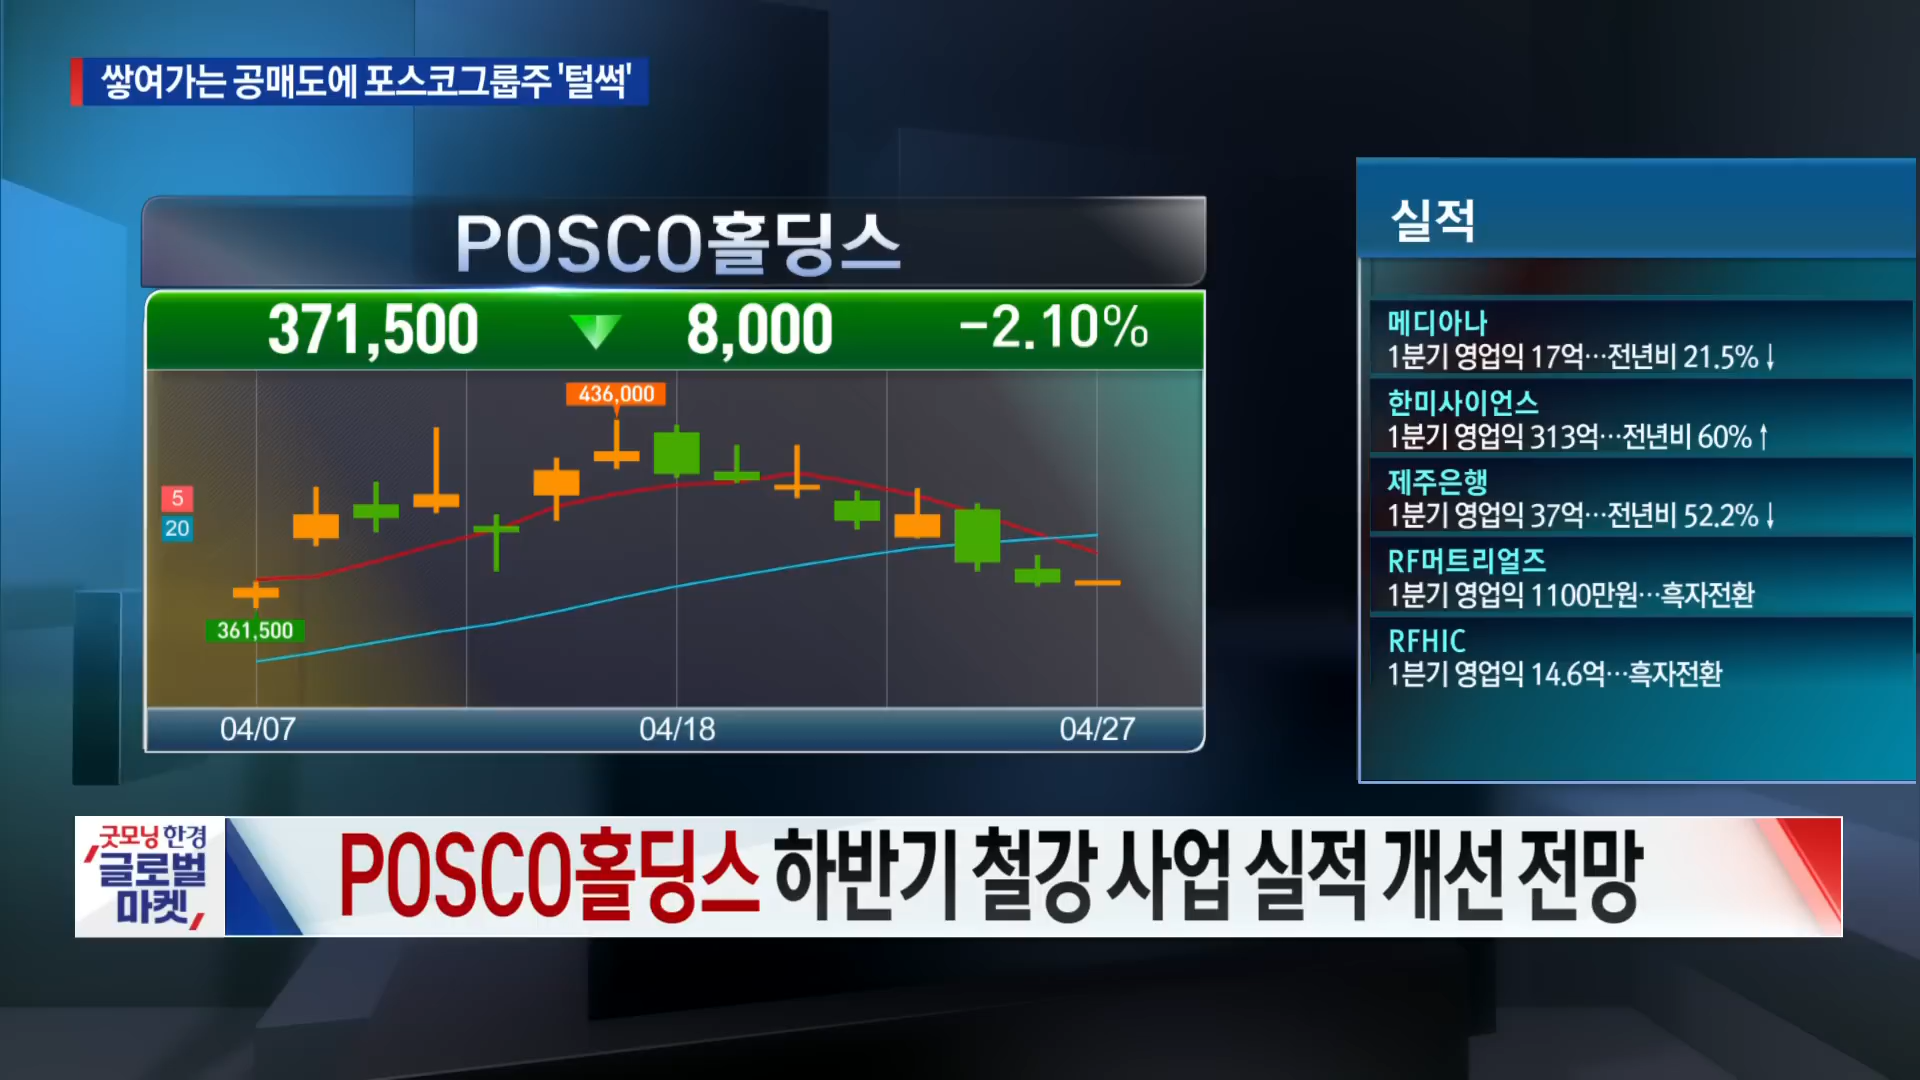 쌓여가는 공매도에 포스코그룹주 '털썩'
POSCO홀딩스
371,500 ▼ 8,000 -2.10%
436,000
5
20
361,500
04/07 04/18 04/27
실적
메디아나
1분기 영업익 17억…전년비 21.5%↓
한미사이언스
1분기 영업익 313억…전년비 60%↑
제주은행
1분기 영업익 37억…전년비 52.2%↓
RF머트리얼즈
1분기 영업익 1100만원…흑자전환
RFHIC
1분기 영업익 14.6억…흑자전환
굿모닝 한경
글로벌
마켓
POSCO홀딩스 하반기 철강 사업 실적 개선 전망